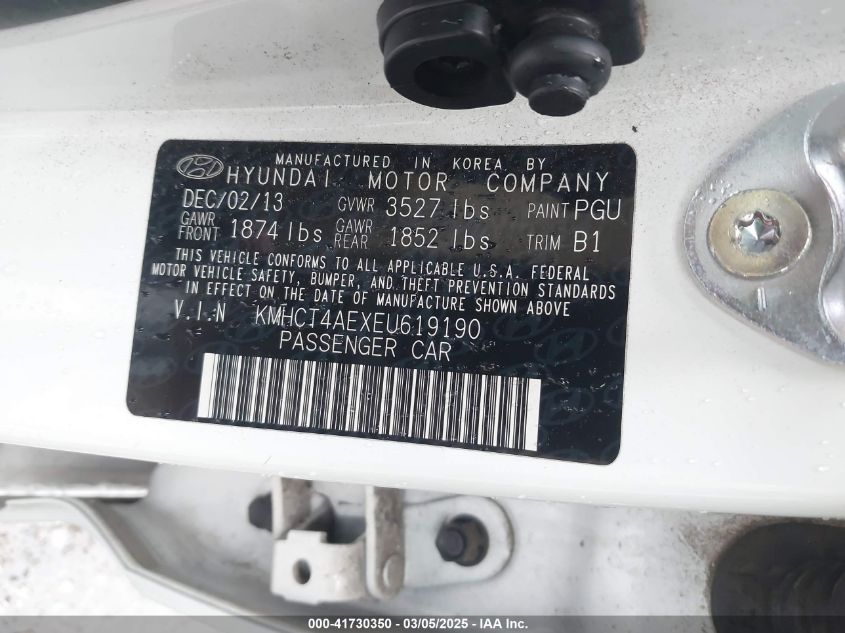 MANUFACTURED IN KOREA BY
HYUNDAI MOTOR COMPANY
DEC/02/13 GVWR 3527 lbs PAINT PGU
GAWR FRONT 1874 lbs GAWR REAR 1852 lbs TRIM B1
THIS VEHICLE CONFORMS TO ALL APPLICABLE U.S.A. FEDERAL
MOTOR VEHICLE SAFETY, BUMPER, AND THEFT PREVENTION STANDARDS
IN EFFECT ON THE DATE OF MANUFACTURE SHOWN ABOVE
V.I.N KMHCT4AEXEU619190
PASSENGER CAR
000-41730350 - 03/05/2025 - IAA Inc.